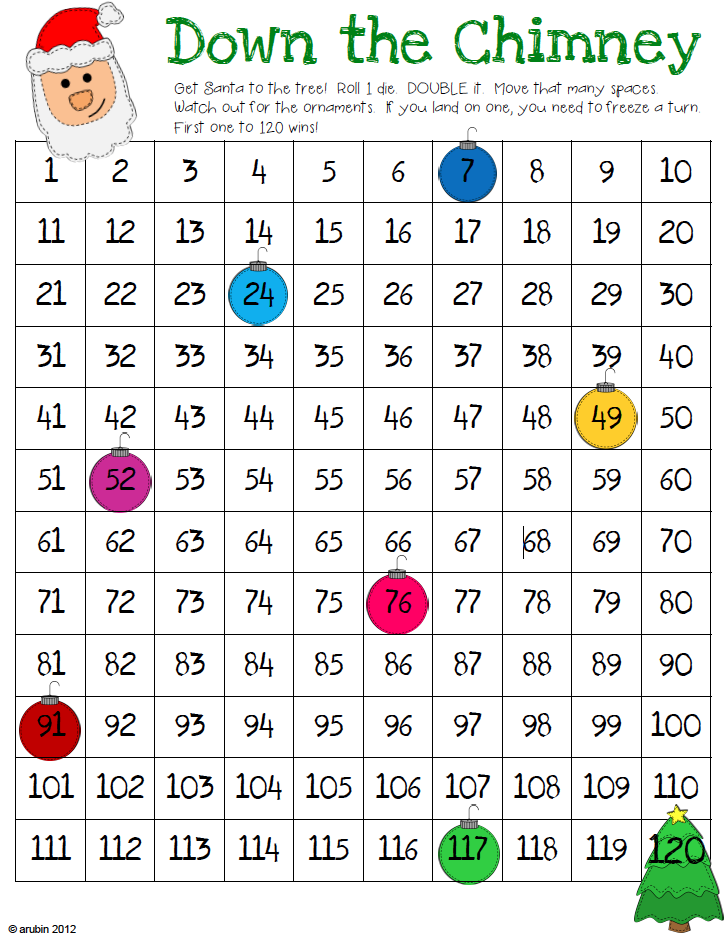 Down the Chimney
Get Santa to the tree! Roll 1 die. DOUBLE it. Move that many spaces.
Watch out for the ornaments. If you land on one, you need to freeze a turn.
First one to 120 wins!
1 2 3 4 5 6 7 8 9 10
11 12 13 14 15 16 17 18 19 20
21 22 23 24 25 26 27 28 29 30
31 32 33 34 35 36 37 38 39 40
41 42 43 44 45 46 47 48 49 50
51 52 53 54 55 56 57 58 59 60
61 62 63 64 65 66 67 68 69 70
71 72 73 74 75 76 77 78 79 80
81 82 83 84 85 86 87 88 89 90
91 92 93 94 95 96 97 98 99 100
101 102 103 104 105 106 107 108 109 110
111 112 113 114 115 116 117 118 119 120
© arubin 2012